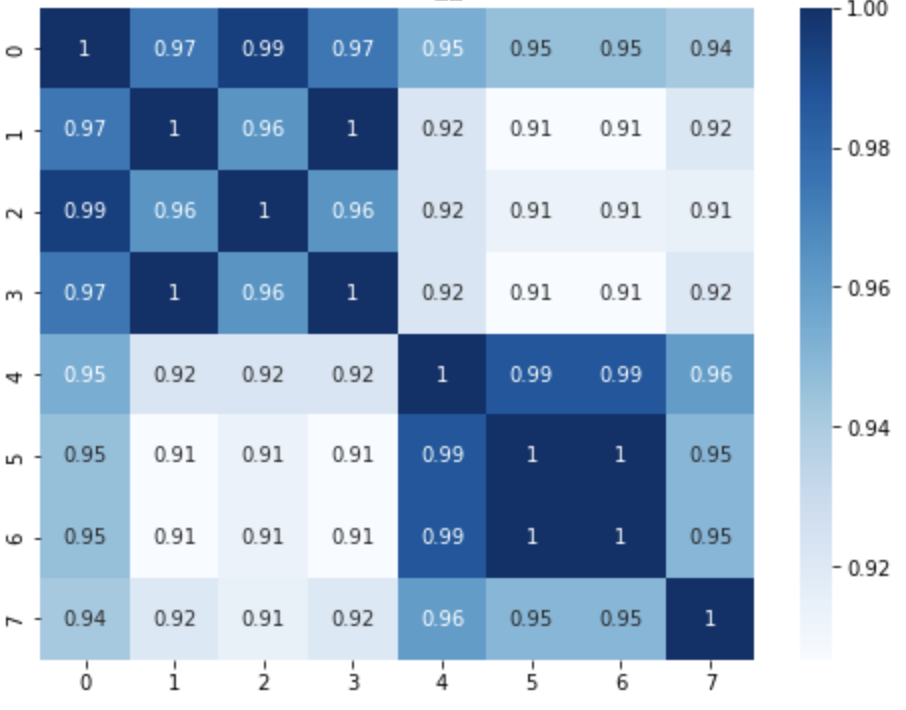 1.00
0 1 0.97 0.99 0.97 0.95 0.95 0.95 0.94
1 0.97 1 0.96 1 0.92 0.91 0.91 0.92
0.98
2 0.99 0.96 1 0.96 0.92 0.91 0.91 0.91
3 0.97 1 0.96 1 0.92 0.91 0.91 0.92
0.96
4 0.95 0.92 0.92 0.92 1 0.99 0.99 0.96
0.94
5 0.95 0.91 0.91 0.91 0.99 1 1 0.95
6 0.95 0.91 0.91 0.91 0.99 1 1 0.95
0.92
7 0.94 0.92 0.91 0.92 0.96 0.95 0.95 1
0 1 2 3 4 5 6 7